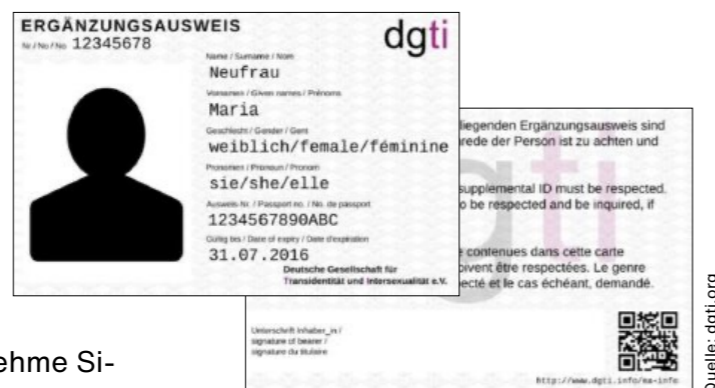 ERGÄNZUNGSAUSWEIS
Nr / No / No 12345678
dgti
Name / Surname / Nom
Neufrau
Vornamen / Given names / Prénoms
Maria
Geschlecht / Gender / Gent
weiblich/female/féminine
Pronomen / Pronoun / Pronom
sie/she/elle
Ausweis Nr. / Passport no. / No. de passport
1234567890ABC
Gültig bis / Date of expiry / Date d'expiration
31.07.2016
Deutsche Gesellschaft für
Transidentität und Intersexualität e.V.
liegenden Ergänzungsausweis sind
rede der Person ist zu achten und
supplemental ID must be respected.
o be respected and be inquired, if
contenues dans cette carte
oivent être respectées. Le genre
ecté et le cas échéant, demandé.
Unterschrift Inhaber_in /
signature of bearer /
signature du titulaire
http://www.dgti.info/ea-info
Quelle: dgti.org
ehme Si-